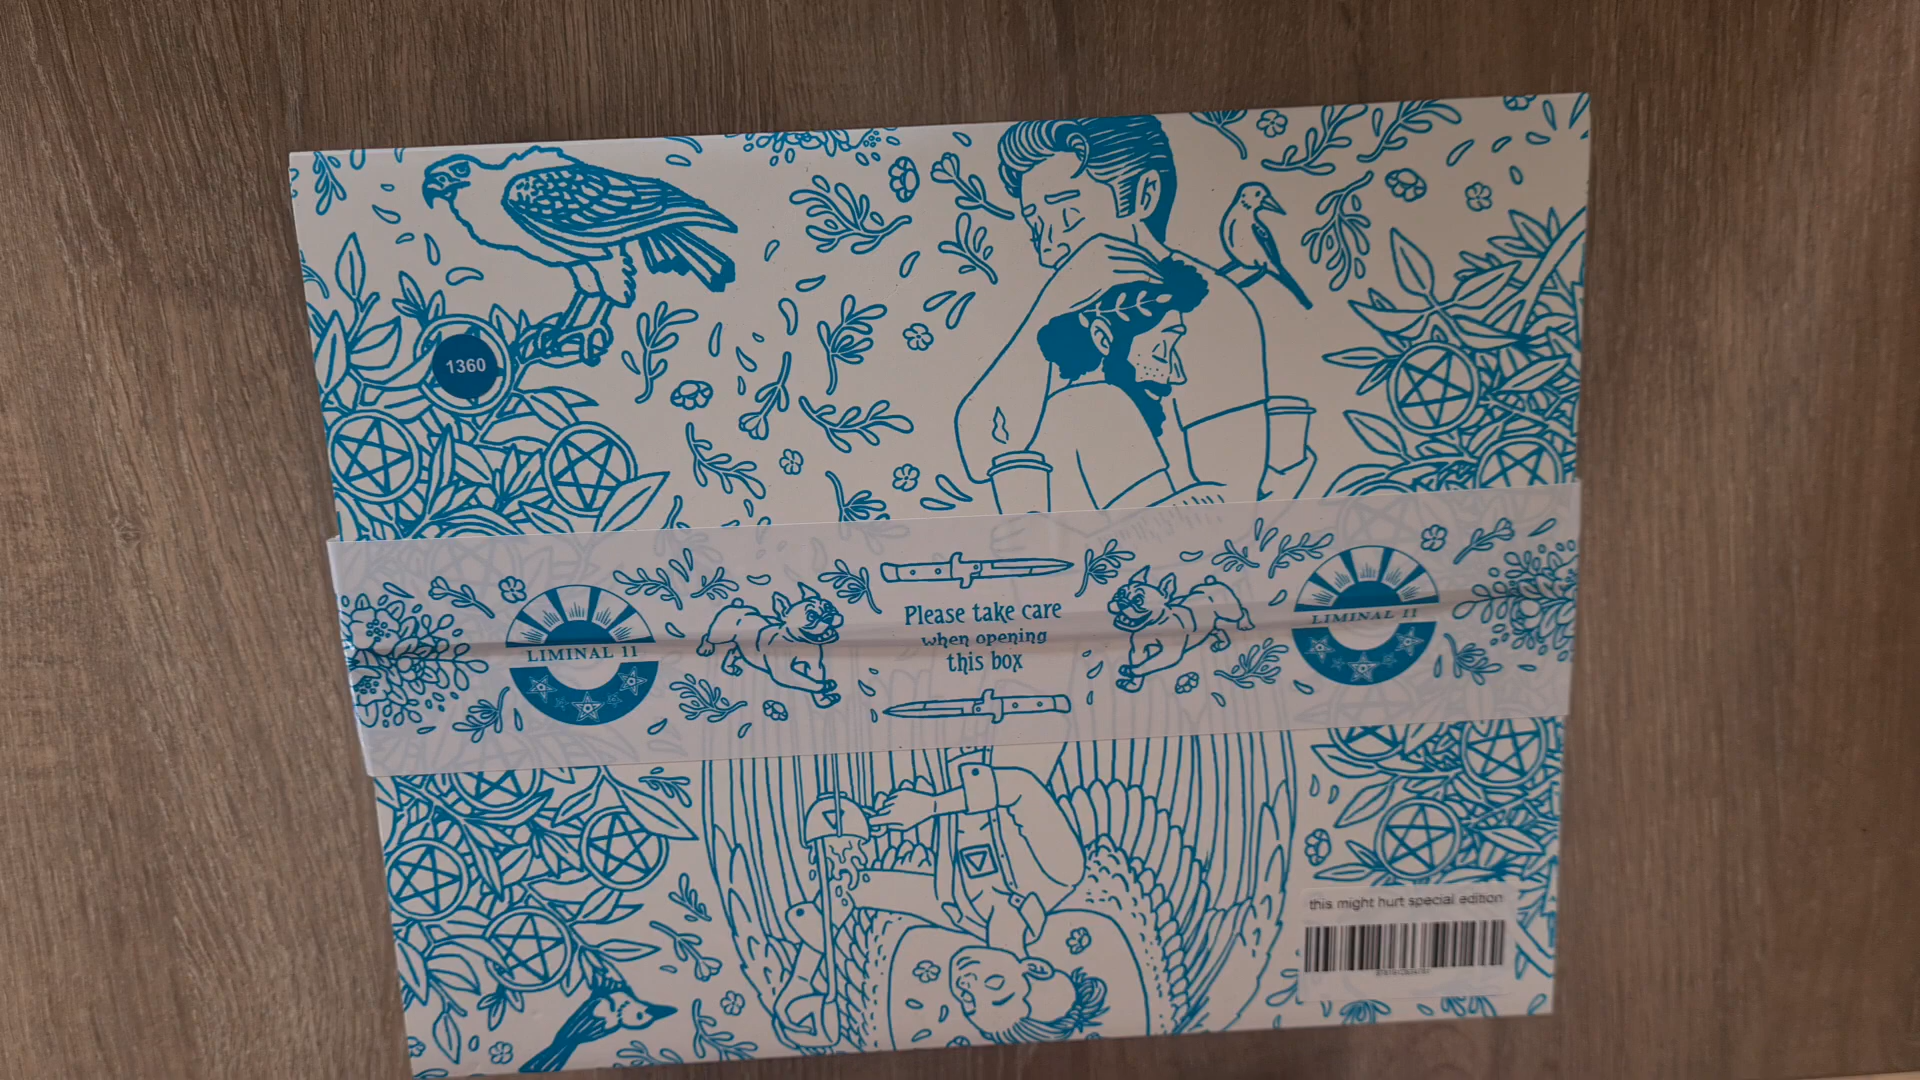 1360
LIMINAL 11
Please take care
when opening
this box
LIMINAL 11
this might hurt special edition